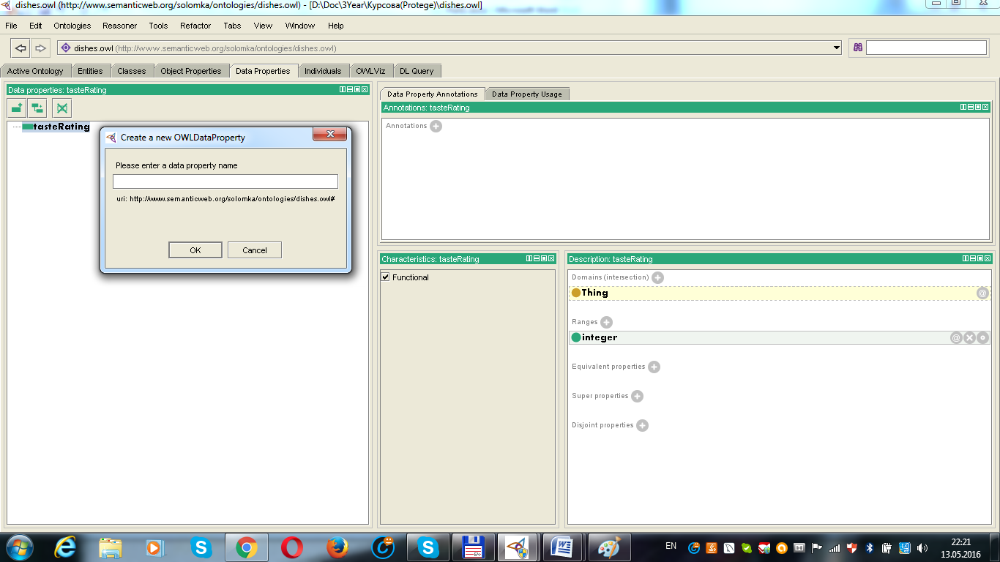 dishes.owl (http://www.semanticweb.org/solomka/ontologies/dishes.owl) - [D:\Doc\3Year\Курсова(Protege)\dishes.owl]
File Edit Ontologies Reasoner Tools Refactor Tabs View Window Help
dishes.owl (http://www.semanticweb.org/solomka/ontologies/dishes.owl)
Active Ontology Entities Classes Object Properties Data Properties Individuals OWLViz DL Query
Data properties: tasteRating
tasteRating
Create a new OWLDataProperty
Please enter a data property name
uri: http://www.semanticweb.org/solomka/ontologies/dishes.owl#
OK Cancel
Data Property Annotations Data Property Usage
Annotations: tasteRating
Annotations
Characteristics: tasteRating
Functional
Description: tasteRating
Domains (intersection)
Thing
Ranges
integer
Equivalent properties
Super properties
Disjoint properties
EN
22:21
13.05.2016